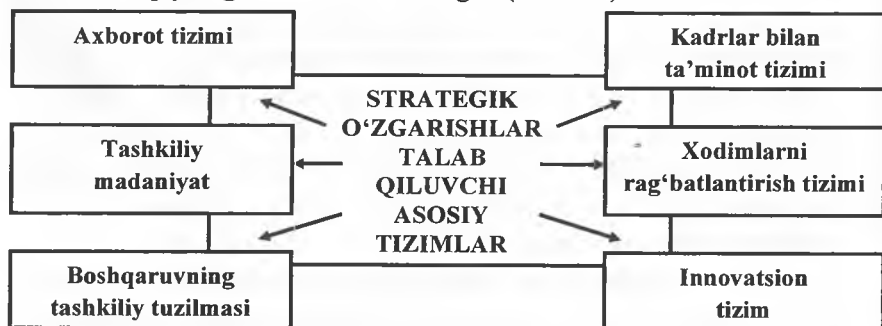 Axborot tizimi
Kadrlar bilan
ta’minot tizimi
STRATEGIK
O‘ZGARISHLAR
TALAB
QILUVCHI
ASOSIY
TIZIMLAR
Tashkiliy
madaniyat
Xodimlarni
rag‘batlantirish tizimi
Boshqaruvning
tashkiliy tuzilmasi
Innovatsion
tizim